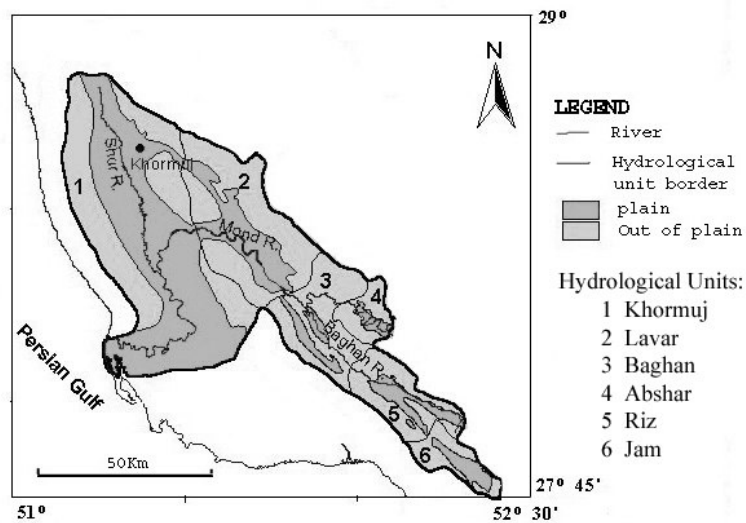 29°
N
LEGEND
River
Hydrological
unit border
plain
Out of plain
Hydrological Units:
1 Khormuj
2 Lavar
3 Baghan
4 Abshar
5 Riz
6 Jam
Khormuj
Shur R.
1
2
Mond R.
3
4
Baghan R.
5
6
Persian Gulf
50Km
51°
27° 45'
52° 30'